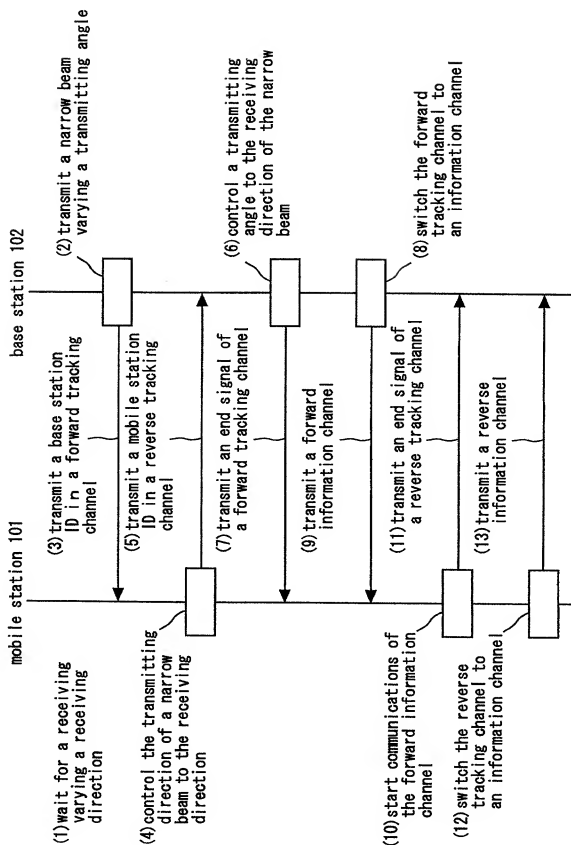 mobile station 101
base station 102
(1) wait for a receiving
varying a receiving
direction
(2) transmit a narrow beam
varying a transmitting angle
(3) transmit a base station
ID in a forward tracking
channel
(4) control the transmitting
direction of a narrow
beam to the receiving
direction
(5) transmit a mobile station
ID in a reverse tracking
channel
(6) control a transmitting
angle to the receiving
direction of the narrow
beam
(7) transmit an end signal of
a forward tracking channel
(8) switch the forward
tracking channel to
an information channel
(9) transmit a forward
information channel
(10) start communications of
the forward information
channel
(11) transmit an end signal of
a reverse tracking channel
(12) switch the reverse
tracking channel to
an information channel
(13) transmit a reverse
information channel